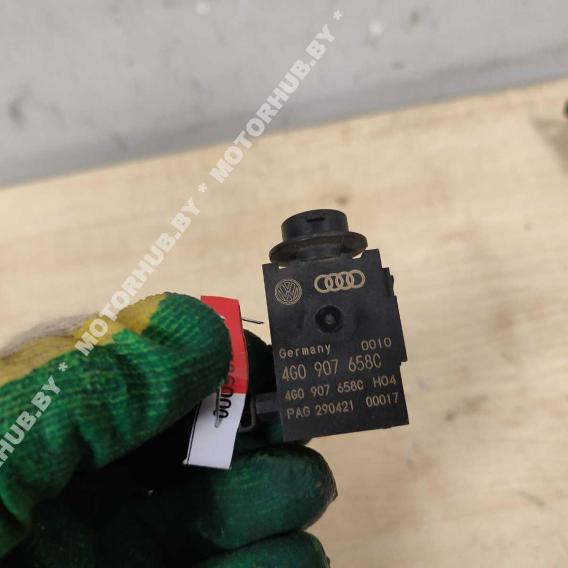 MOTORHUB.BY * MOTORHUB.BY * MOTORHUB.BY
Germany 0010
4G0 907 658C
4G0 907 658C H04
PAG 290421 00017